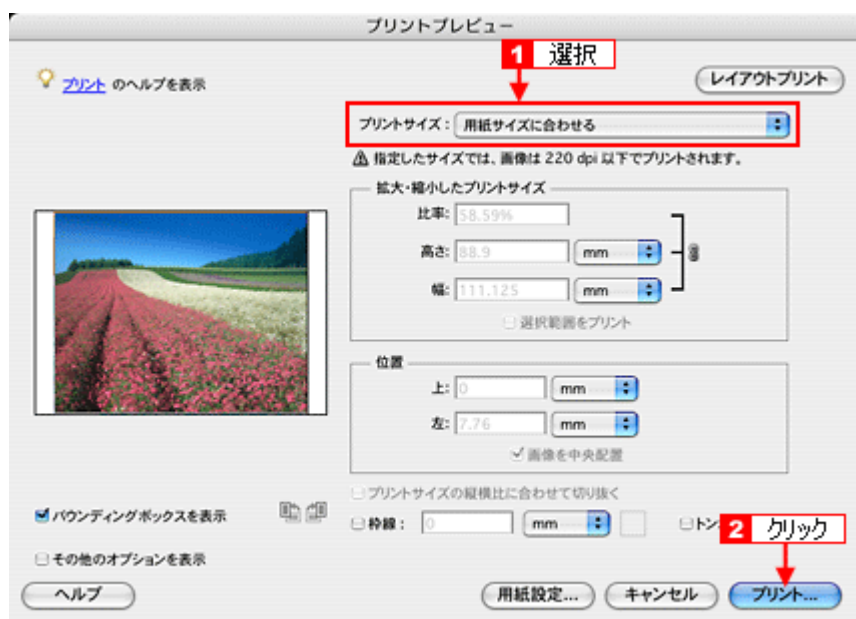 プリントプレビュー
1 選択
プリント のヘルプを表示
レイアウトプリント
プリントサイズ： 用紙サイズに合わせる
指定したサイズでは、画像は 220 dpi 以下でプリントされます。
拡大・縮小したプリントサイズ
比率: 58.59%
高さ: 88.9 mm
幅: 111.125 mm
選択範囲をプリント
位置
上: 0 mm
左: 7.76 mm
画像を中央配置
プリントサイズの縦横比に合わせて切り抜く
バウンディングボックスを表示
枠線： 0 mm
トン
2 クリック
その他のオプションを表示
ヘルプ
用紙設定...
キャンセル
プリント...